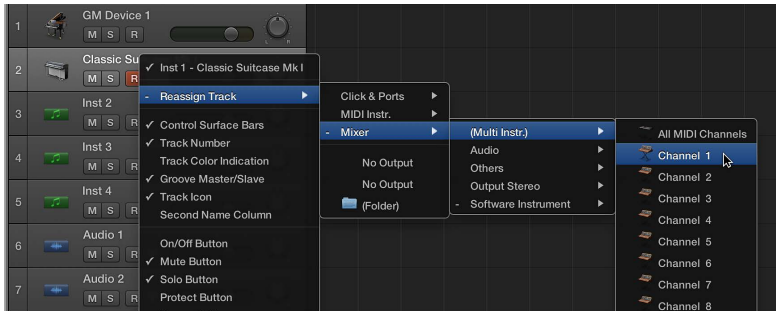 1
GM Device 1
M S R
L R
2
Classic Su
M S R
3
Inst 2
M S R
4
Inst 3
M S R
5
Inst 4
M S R
6
Audio 1
M S R
7
Audio 2
M S R
✓ Inst 1 - Classic Suitcase Mk I
- Reassign Track
✓ Control Surface Bars
✓ Track Number
Track Color Indication
✓ Groove Master/Slave
✓ Track Icon
Second Name Column
On/Off Button
✓ Mute Button
✓ Solo Button
Protect Button
Click & Ports
MIDI Instr.
- Mixer
No Output
No Output
(Folder)
(Multi Instr.)
Audio
Others
Output Stereo
- Software Instrument
All MIDI Channels
Channel 1
Channel 2
Channel 3
Channel 4
Channel 5
Channel 6
Channel 7
Channel 8